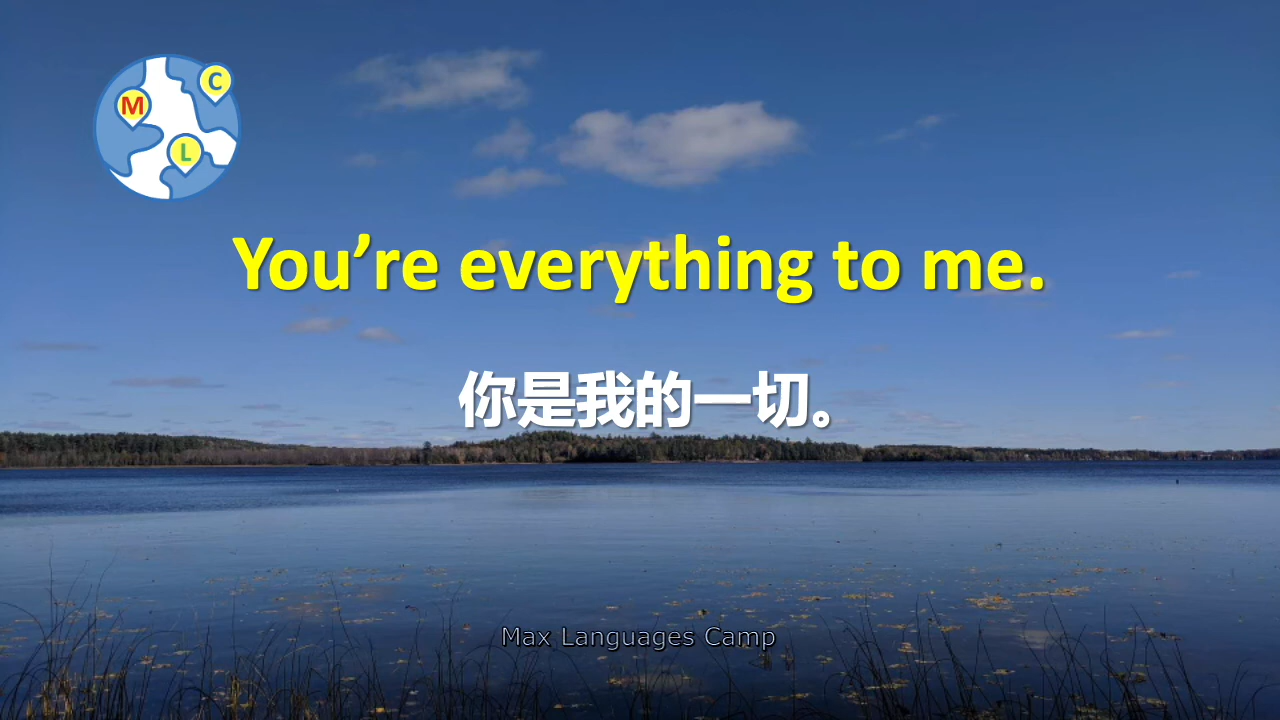 C
M
L
You’re everything to me.
你是我的一切。
Max Languages Camp